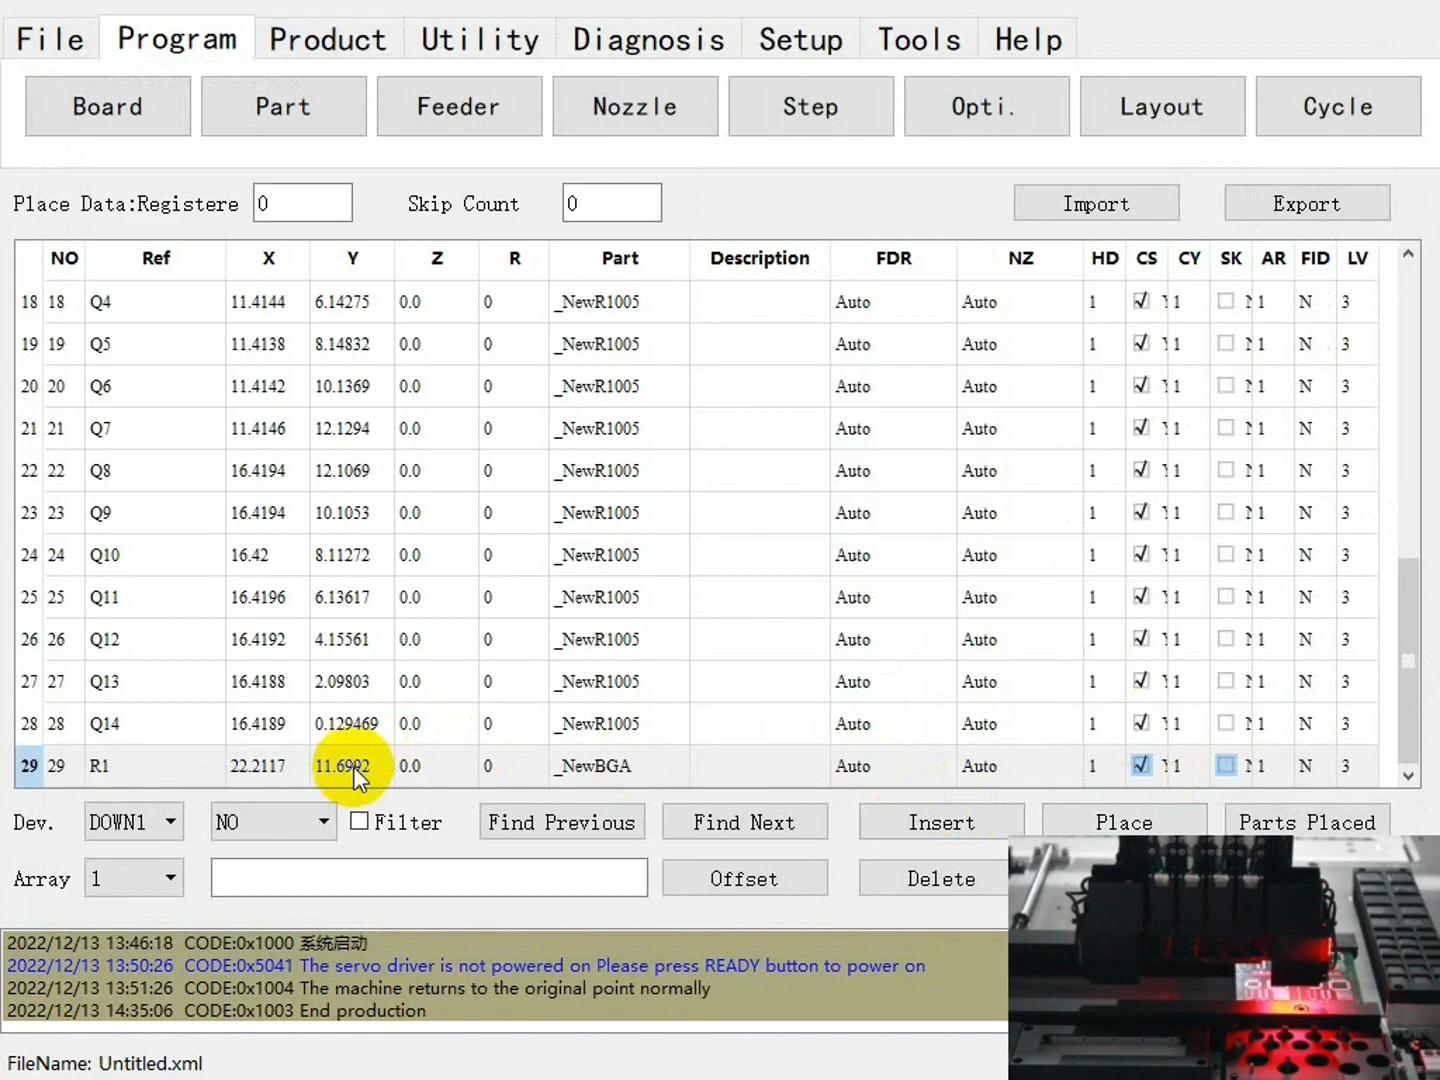 File Program Product Utility Diagnosis Setup Tools Help
Board Part Feeder Nozzle Step Opti. Layout Cycle
Place Data:Registere 0 Skip Count 0 Import Export
NO Ref X Y Z R Part Description FDR NZ HD CS CY SK AR FID LV
18 18 Q4 11.4144 6.14275 0.0 0 _NewR1005 Auto Auto 1 1 1 N 3
19 19 Q5 11.4138 8.14832 0.0 0 _NewR1005 Auto Auto 1 1 1 N 3
20 20 Q6 11.4142 10.1369 0.0 0 _NewR1005 Auto Auto 1 1 1 N 3
21 21 Q7 11.4146 12.1294 0.0 0 _NewR1005 Auto Auto 1 1 1 N 3
22 22 Q8 16.4194 12.1069 0.0 0 _NewR1005 Auto Auto 1 1 1 N 3
23 23 Q9 16.4194 10.1053 0.0 0 _NewR1005 Auto Auto 1 1 1 N 3
24 24 Q10 16.42 8.11272 0.0 0 _NewR1005 Auto Auto 1 1 1 N 3
25 25 Q11 16.4196 6.13617 0.0 0 _NewR1005 Auto Auto 1 1 1 N 3
26 26 Q12 16.4192 4.15561 0.0 0 _NewR1005 Auto Auto 1 1 1 N 3
27 27 Q13 16.4188 2.09803 0.0 0 _NewR1005 Auto Auto 1 1 1 N 3
28 28 Q14 16.4189 0.129469 0.0 0 _NewR1005 Auto Auto 1 1 1 N 3
29 29 R1 22.2117 11.6992 0.0 0 _NewBGA Auto Auto 1 1 1 N 3
Dev. DOWN1 NO Filter Find Previous Find Next Insert Place Parts Placed
Array 1 Offset Delete
2022/12/13 13:46:18 CODE:0x1000 系统启动
2022/12/13 13:50:26 CODE:0x5041 The servo driver is not powered on Please press READY button to power on
2022/12/13 13:51:26 CODE:0x1004 The machine returns to the original point normally
2022/12/13 14:35:06 CODE:0x1003 End production
FileName: Untitled.xml